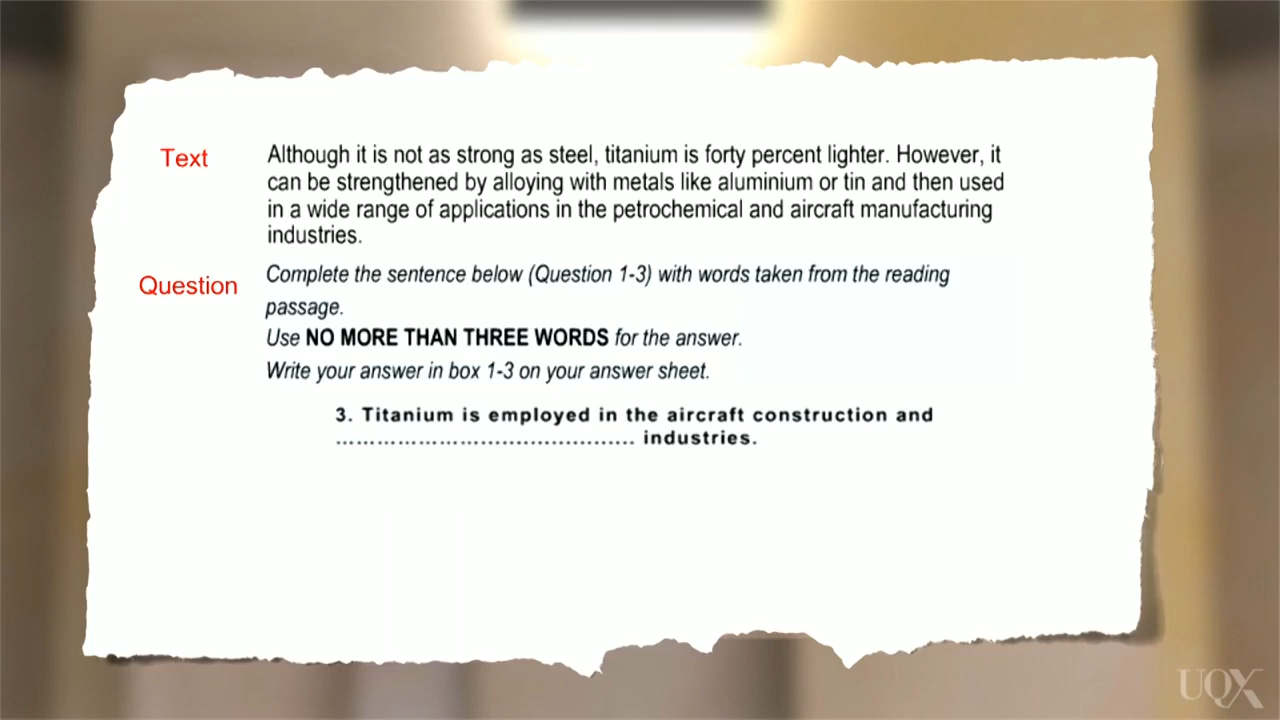 Text
Although it is not as strong as steel, titanium is forty percent lighter. However, it
can be strengthened by alloying with metals like aluminium or tin and then used
in a wide range of applications in the petrochemical and aircraft manufacturing
industries.
Question
Complete the sentence below (Question 1-3) with words taken from the reading
passage.
Use NO MORE THAN THREE WORDS for the answer.
Write your answer in box 1-3 on your answer sheet.
3. Titanium is employed in the aircraft construction and
………………………………… industries.
UQX